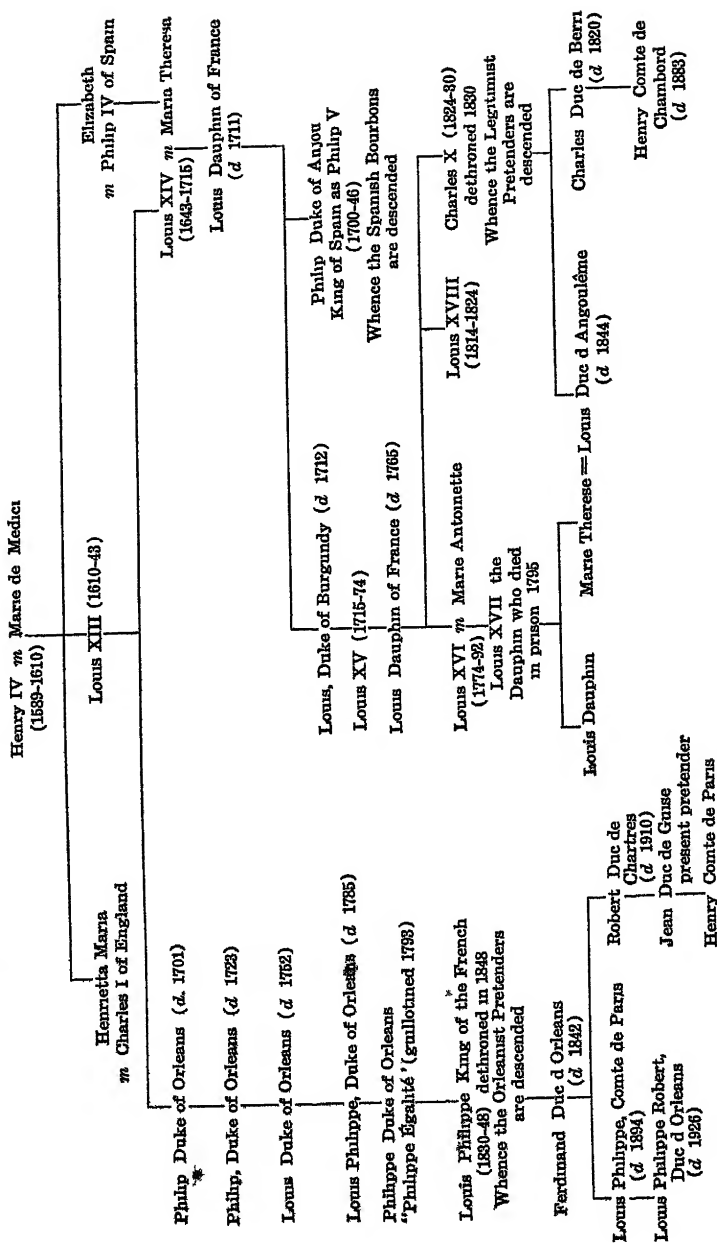 Henry IV m Marie de Medici
(1589-1610)
Henrietta Maria
m Charles I of England
Louis XIII (1610-43)
Elizabeth
m Philip IV of Spain
Philip Duke of Orleans (d. 1701)
Louis XIV m Maria Theresa
(1643-1715)
Philip, Duke of Orleans (d 1723)
Louis Dauphin of France
(d 1711)
Louis Duke of Orleans (d 1752)
Louis, Duke of Burgundy (d 1712)
Philip Duke of Anjou
King of Spain as Philip V
(1700-46)
Whence the Spanish Bourbons
are descended
Louis XV (1715-74)
Louis Philippe, Duke of Orleans (d 1785)
Louis Dauphin of France (d 1765)
Philippe Duke of Orleans
"Philippe Égalité' (guillotined 1793)
Louis XVI m Marie Antoinette
(1774-92)
Louis XVIII
(1814-1824)
Charles X (1824-30)
dethroned 1830
Whence the Legitimist
Pretenders are
descended
Louis Philippe King of the French
(1830-48) dethroned in 1848
Whence the Orleanist Pretenders
are descended
Louis XVII the
Dauphin who died
in prison 1795
Ferdinand Duc d Orleans
(d 1842)
Louis Dauphin
Marie Therese = Louis Duc d Angoulême
(d 1844)
Charles Duc de Berri
(d 1820)
Louis Philippe, Comte de Paris
(d 1894)
Robert Duc de
Chartres
(d 1910)
Henry Comte de
Chambord
(d 1883)
Louis Philippe Robert,
Duc d Orleans
(d 1926)
Jean Duc de Guise
present pretender
Henry Comte de Paris